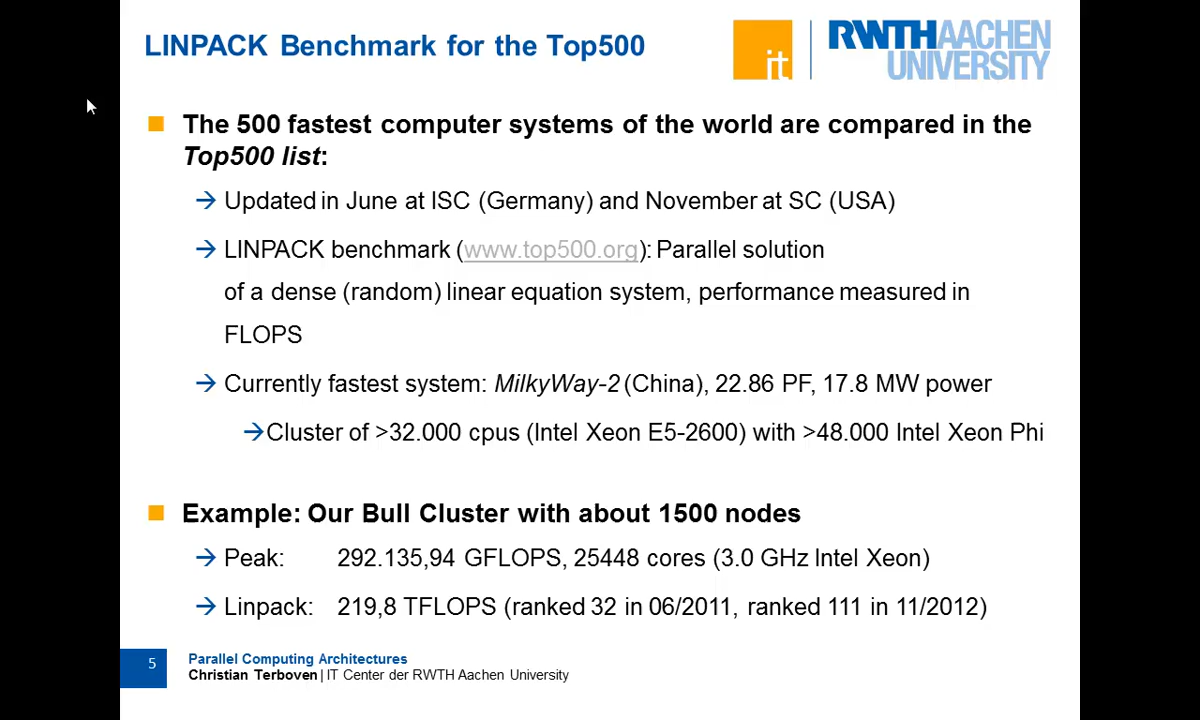 LINPACK Benchmark for the Top500
it
RWTHAACHEN
UNIVERSITY
The 500 fastest computer systems of the world are compared in the
Top500 list:
→ Updated in June at ISC (Germany) and November at SC (USA)
→ LINPACK benchmark (www.top500.org): Parallel solution
of a dense (random) linear equation system, performance measured in
FLOPS
→ Currently fastest system: MilkyWay-2 (China), 22.86 PF, 17.8 MW power
→Cluster of >32.000 cpus (Intel Xeon E5-2600) with >48.000 Intel Xeon Phi
Example: Our Bull Cluster with about 1500 nodes
→ Peak: 292.135,94 GFLOPS, 25448 cores (3.0 GHz Intel Xeon)
→ Linpack: 219,8 TFLOPS (ranked 32 in 06/2011, ranked 111 in 11/2012)
5
Parallel Computing Architectures
Christian Terboven | IT Center der RWTH Aachen University